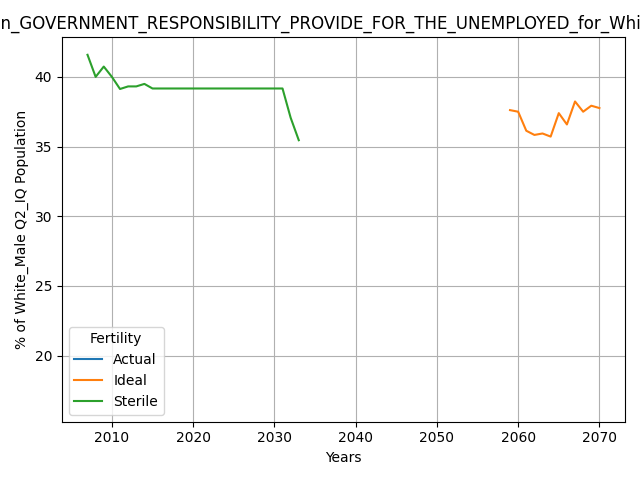 n_GOVERNMENT_RESPONSIBILITY_PROVIDE_FOR_THE_UNEMPLOYED_for_Whi
% of White_Male Q2_IQ Population
40
35
30
25
20
Fertility
Actual
Ideal
Sterile
2010 2020 2030 2040 2050 2060 2070
Years